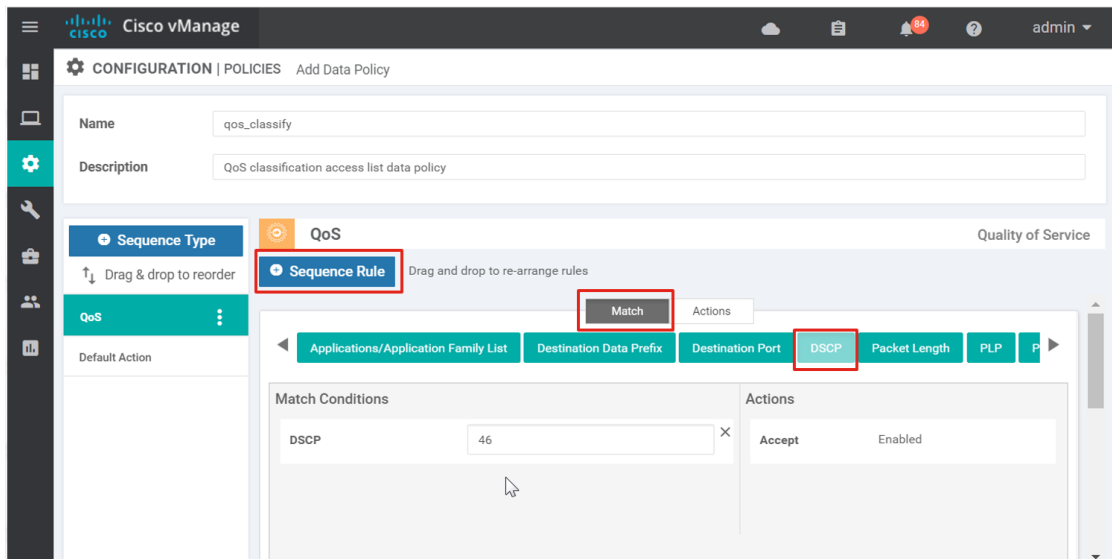 cisco Cisco vManage 84 admin
CONFIGURATION | POLICIES Add Data Policy
Name qos_classify
Description QoS classification access list data policy
Sequence Type
Drag & drop to reorder
QoS
Default Action
QoS Quality of Service
Sequence Rule Drag and drop to re-arrange rules
Match Actions
Applications/Application Family List Destination Data Prefix Destination Port DSCP Packet Length PLP P
Match Conditions Actions
DSCP 46 Accept Enabled